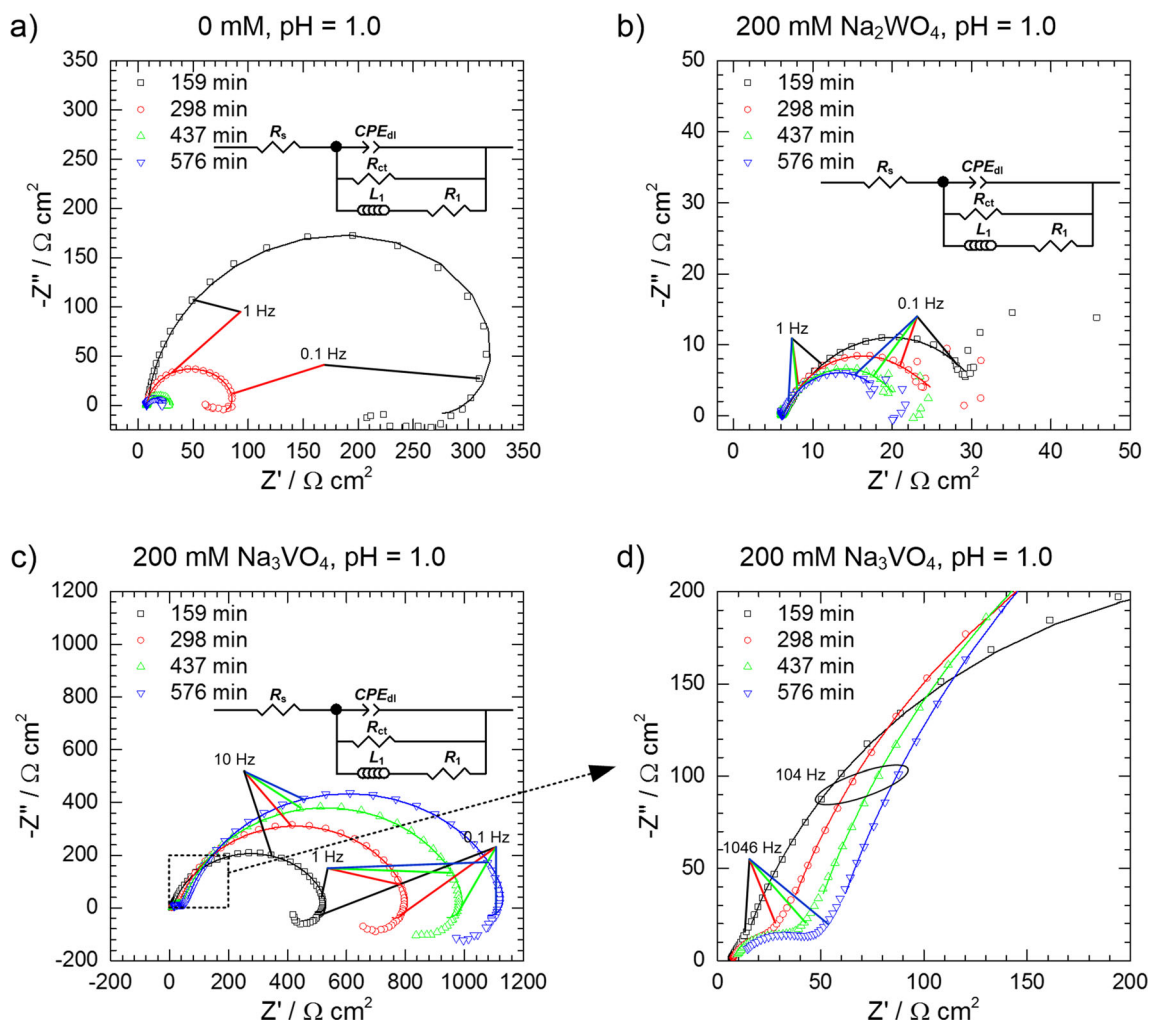 a)
0 mM, pH = 1.0
350
300
250
200
150
100
50
0
-Z'' / Ω cm²
159 min
298 min
437 min
576 min
Rs
CPEdl
Rct
L1
R1
1 Hz
0.1 Hz
0
50
100
150
200
250
300
350
Z' / Ω cm²
b)
200 mM Na₂WO₄, pH = 1.0
50
40
30
20
10
0
-Z'' / Ω cm²
159 min
298 min
437 min
576 min
Rs
CPEdl
Rct
L1
R1
1 Hz
0.1 Hz
0
10
20
30
40
50
Z' / Ω cm²
c)
200 mM Na₃VO₄, pH = 1.0
1200
1000
800
600
400
200
0
-200
-Z'' / Ω cm²
159 min
298 min
437 min
576 min
Rs
CPEdl
Rct
L1
R1
10 Hz
1 Hz
0.1 Hz
-200
0
200
400
600
800
1000
1200
Z' / Ω cm²
d)
200 mM Na₃VO₄, pH = 1.0
200
150
100
50
0
-Z'' / Ω cm²
159 min
298 min
437 min
576 min
104 Hz
1046 Hz
0
50
100
150
200
Z' / Ω cm²